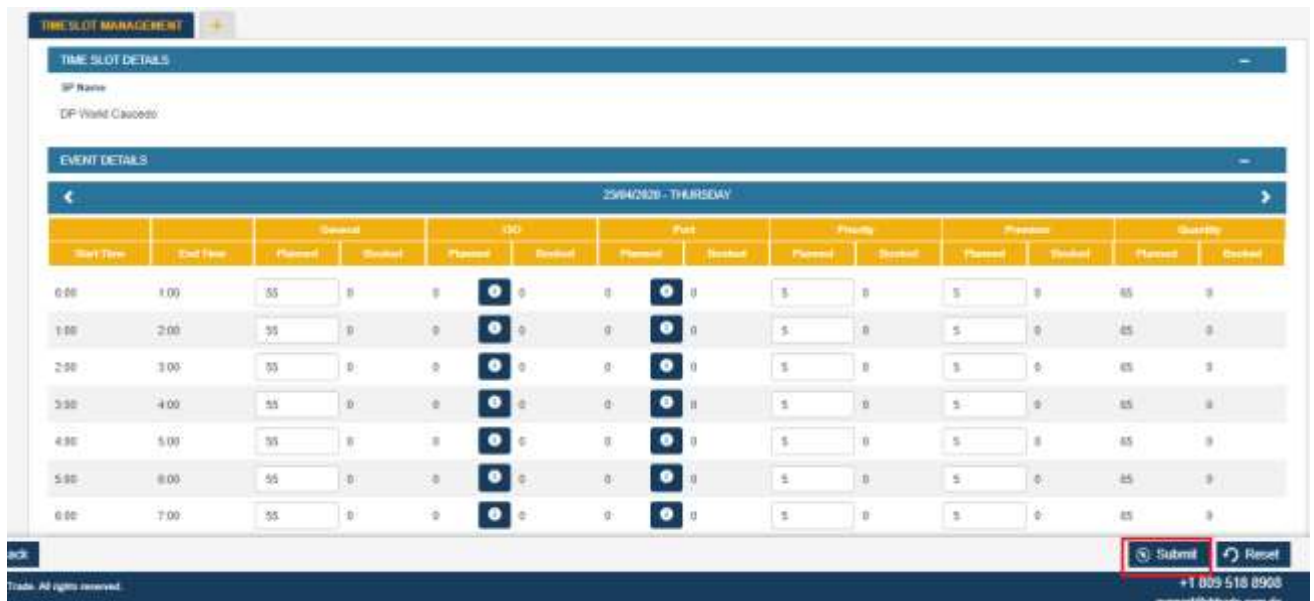 TIMESLOT MANAGEMENT +
TIME SLOT DETAILS
SP Name
DP World Caucedo
EVENT DETAILS
23/04/2020 - THURSDAY
General ISO Port Priority Premium Quantity
Start Time End Time Planned Booked Planned Booked Planned Booked Planned Booked Planned Booked Planned Booked
0:00 1:00 55 0 0 0 0 0 5 0 5 0 65 0
1:00 2:00 55 0 0 0 0 0 5 0 5 0 65 0
2:00 3:00 55 0 0 0 0 0 5 0 5 0 65 0
3:00 4:00 55 0 0 0 0 0 5 0 5 0 65 0
4:00 5:00 55 0 0 0 0 0 5 0 5 0 65 0
5:00 6:00 55 0 0 0 0 0 5 0 5 0 65 0
6:00 7:00 55 0 0 0 0 0 5 0 5 0 65 0
ack Submit Reset
Trade. All rights reserved. +1 809 518 8908